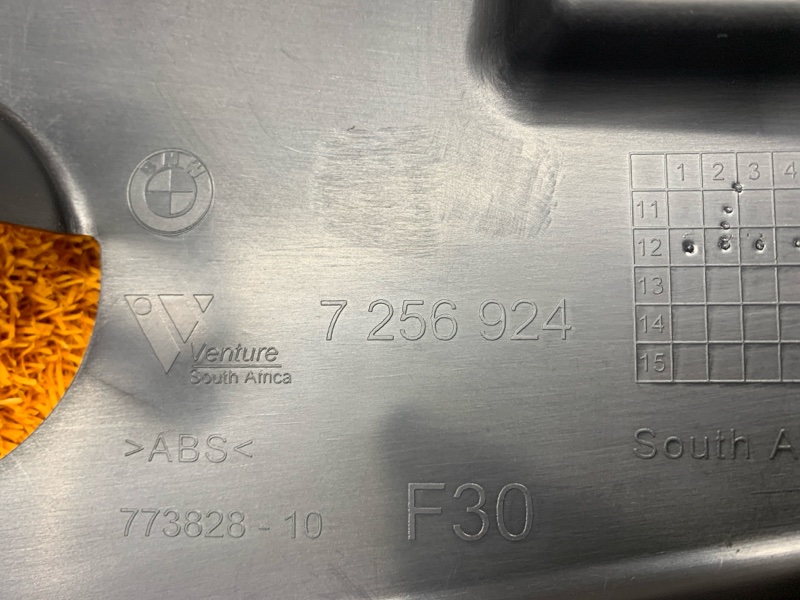 BMW
1 2 3 4
11
12
13
14
15
7 256 924
Venture
South Africa
>ABS<
South A
773828 - 10
F30